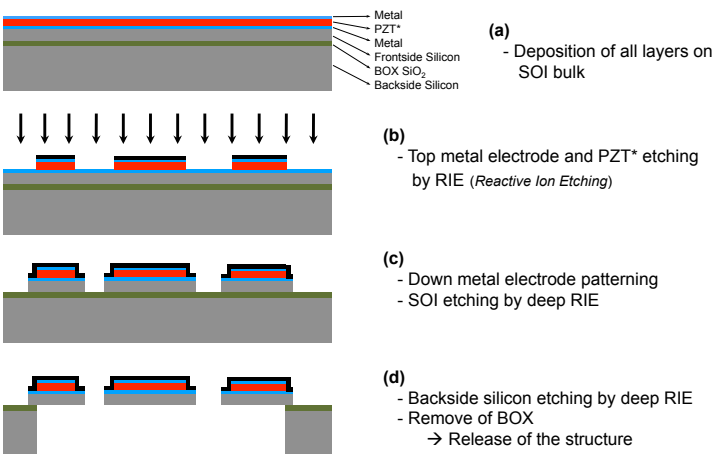 Metal
PZT*
Metal
Frontside Silicon
BOX SiO₂
Backside Silicon
(a)
- Deposition of all layers on
SOI bulk
(b)
- Top metal electrode and PZT* etching
by RIE (Reactive Ion Etching)
(c)
- Down metal electrode patterning
- SOI etching by deep RIE
(d)
- Backside silicon etching by deep RIE
- Remove of BOX
→ Release of the structure